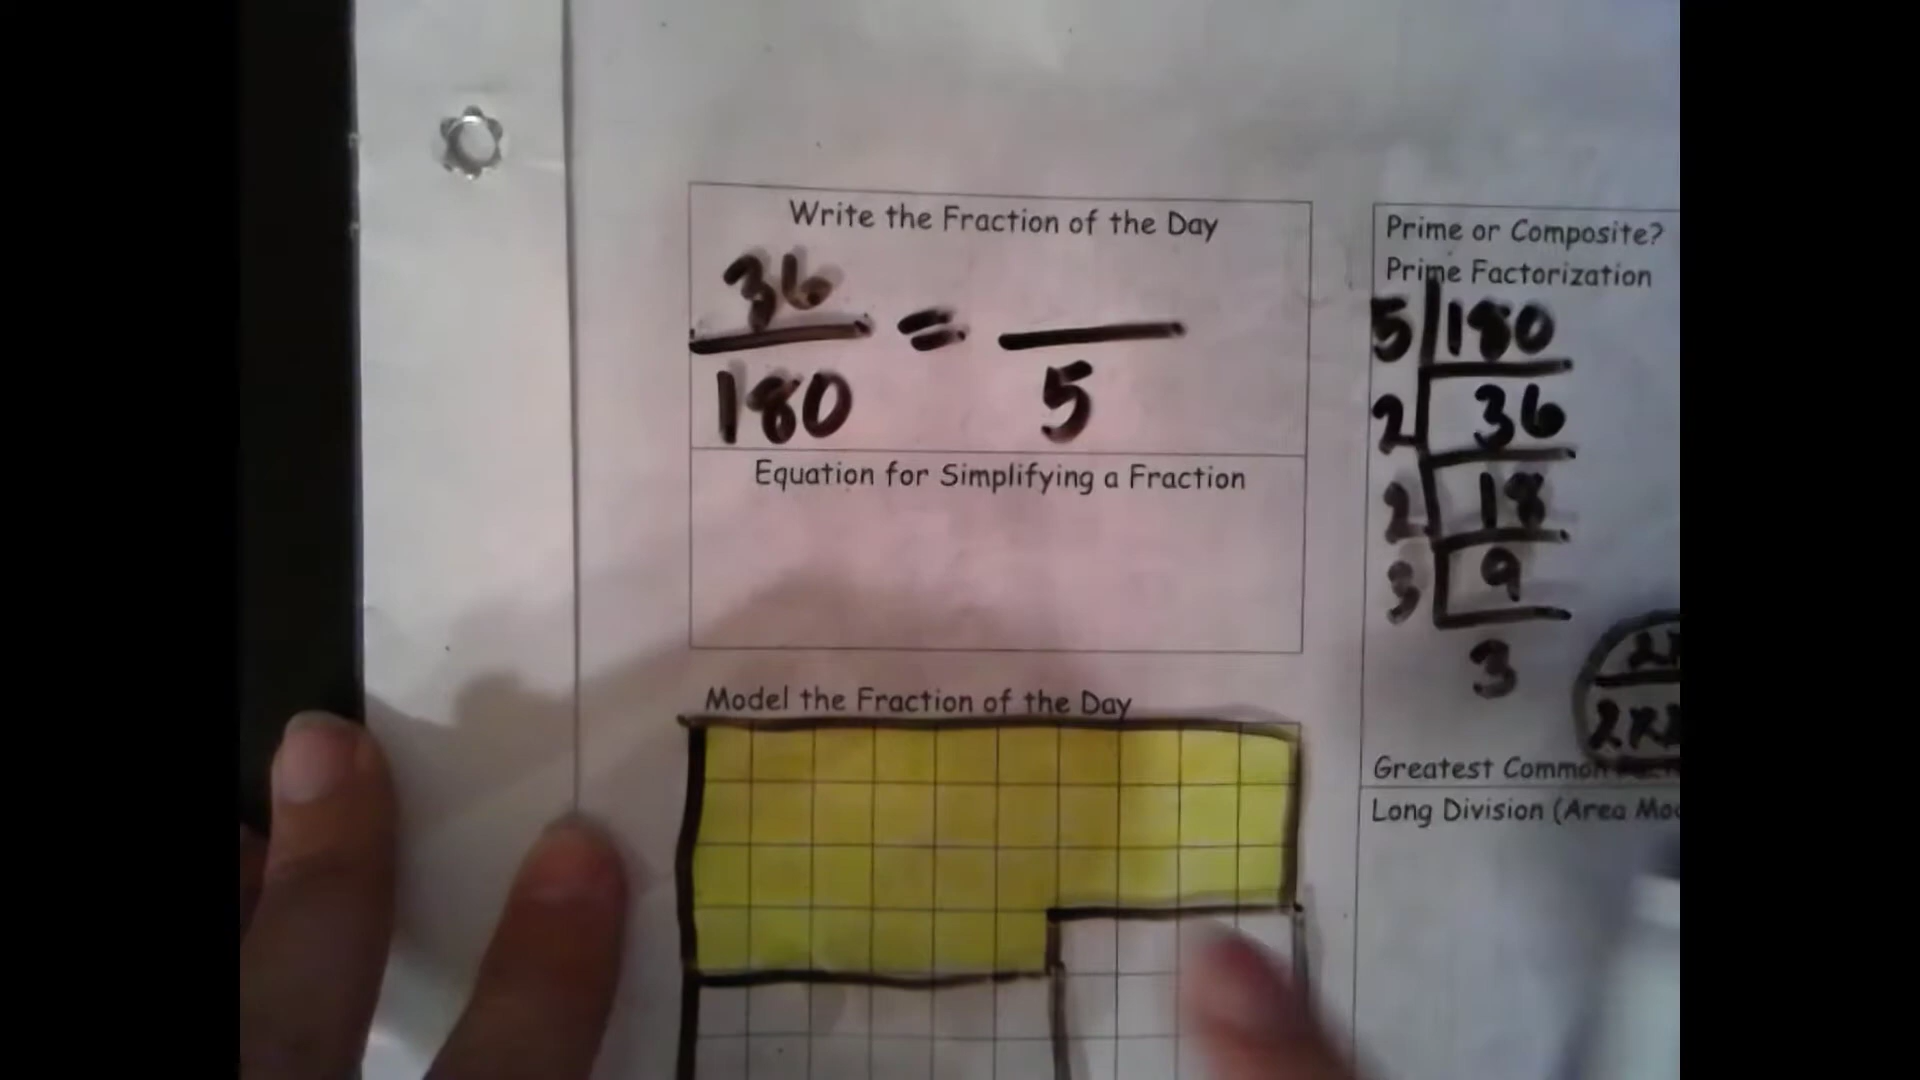 Write the Fraction of the Day
36
180
=
5
Equation for Simplifying a Fraction
Model the Fraction of the Day
Prime or Composite?
Prime Factorization
5 180
2 36
2 18
3 9
3
Greatest Common
Long Division (Area